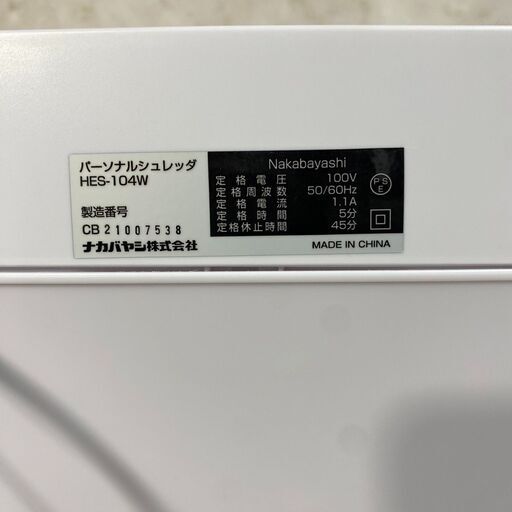 パーソナルシュレッダ
HES-104W
製造番号
CB21007538
ナカバヤシ株式会社
Nakabayashi
定格電圧 100V
定格周波数 50/60Hz
定格電流 1.1A
定格時間 5分
定格休止時間 45分
PSE
MADE IN CHINA